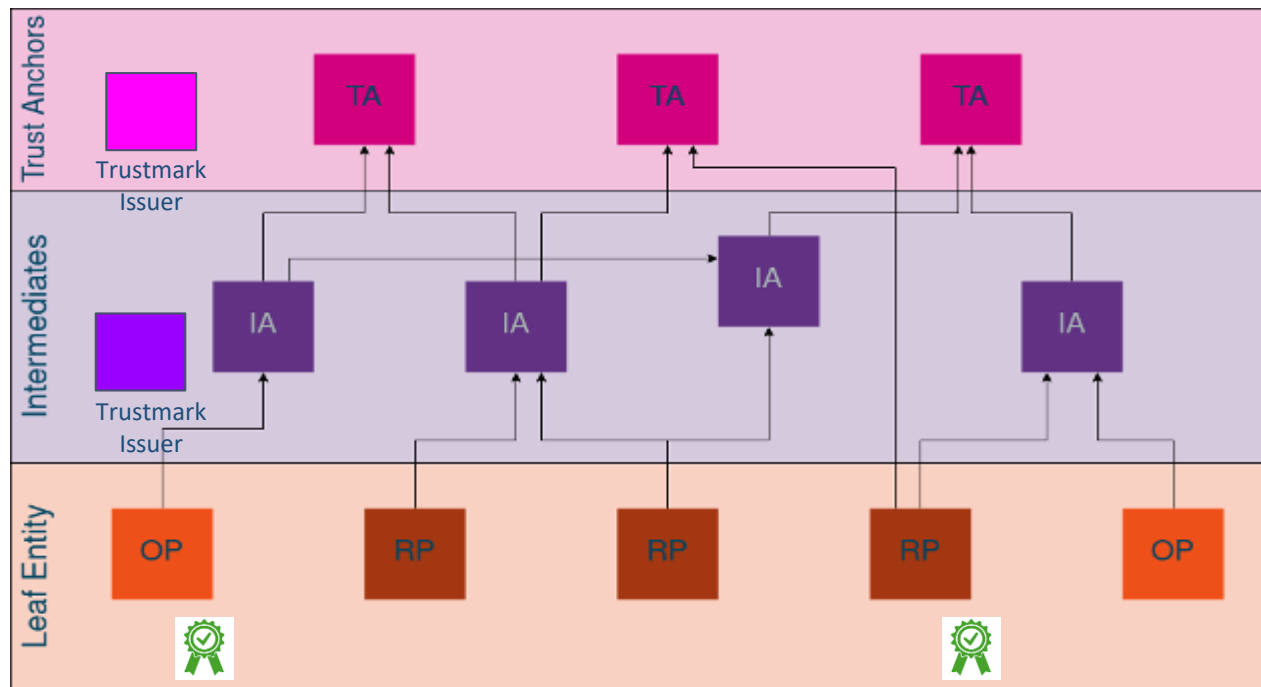 Trust Anchors
TA
TA
TA
Trustmark
Issuer
Intermediates
IA
IA
IA
IA
Trustmark
Issuer
Leaf Entity
OP
RP
RP
RP
OP